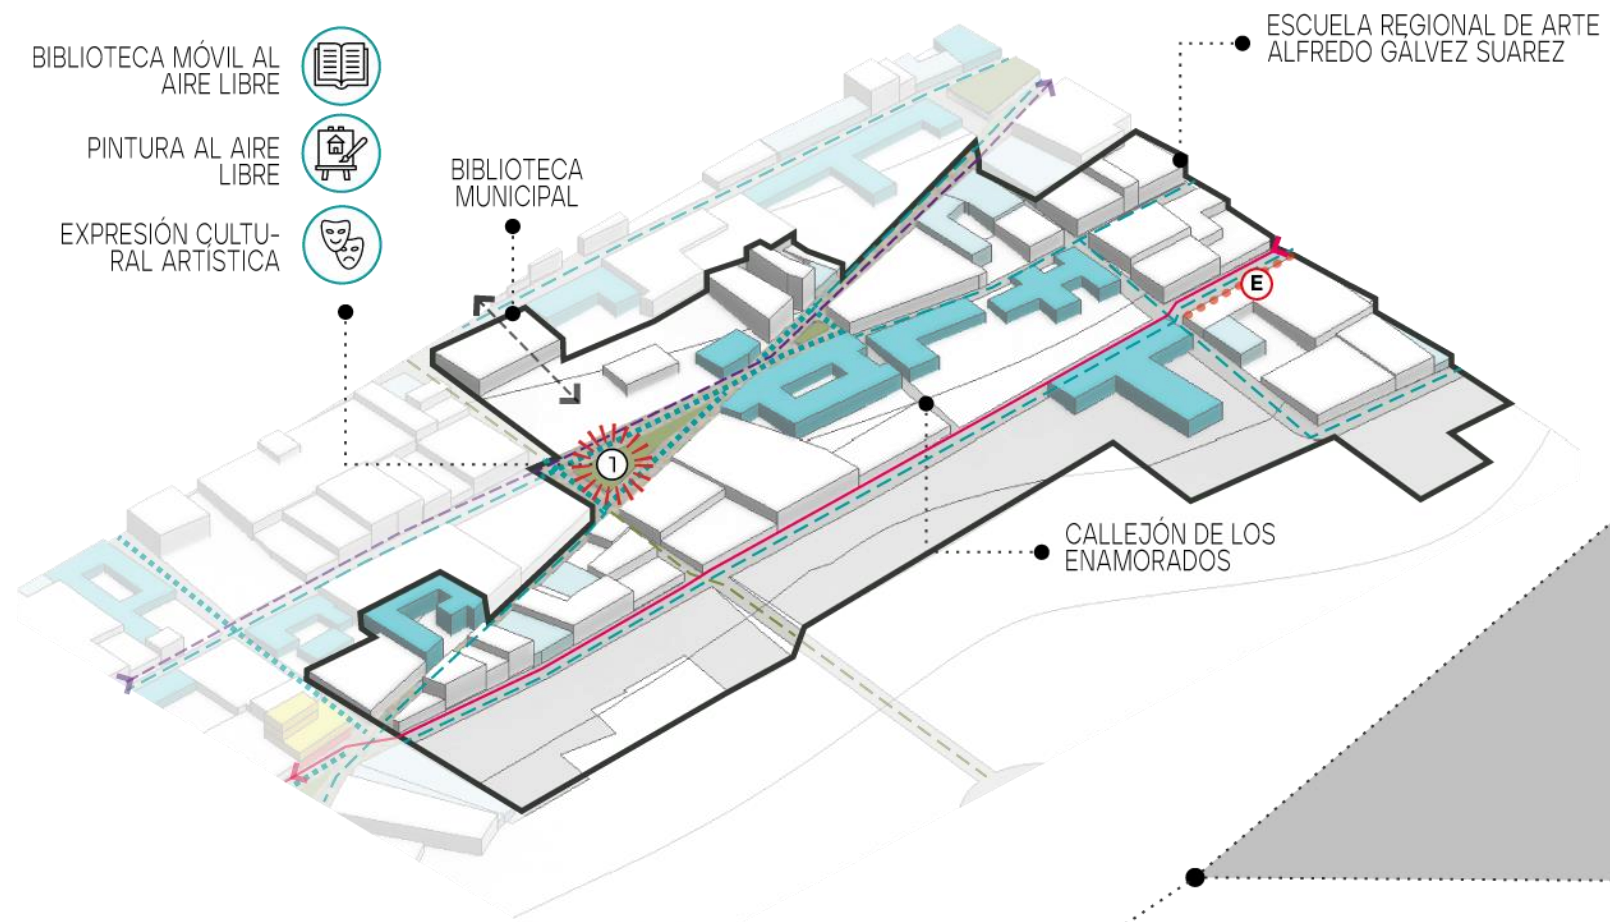 BIBLIOTECA MÓVIL AL
AIRE LIBRE
PINTURA AL AIRE
LIBRE
EXPRESIÓN CULTU-
RAL ARTÍSTICA
BIBLIOTECA
MUNICIPAL
ESCUELA REGIONAL DE ARTE
ALFREDO GÁLVEZ SUAREZ
E
1
CALLEJÓN DE LOS
ENAMORADOS